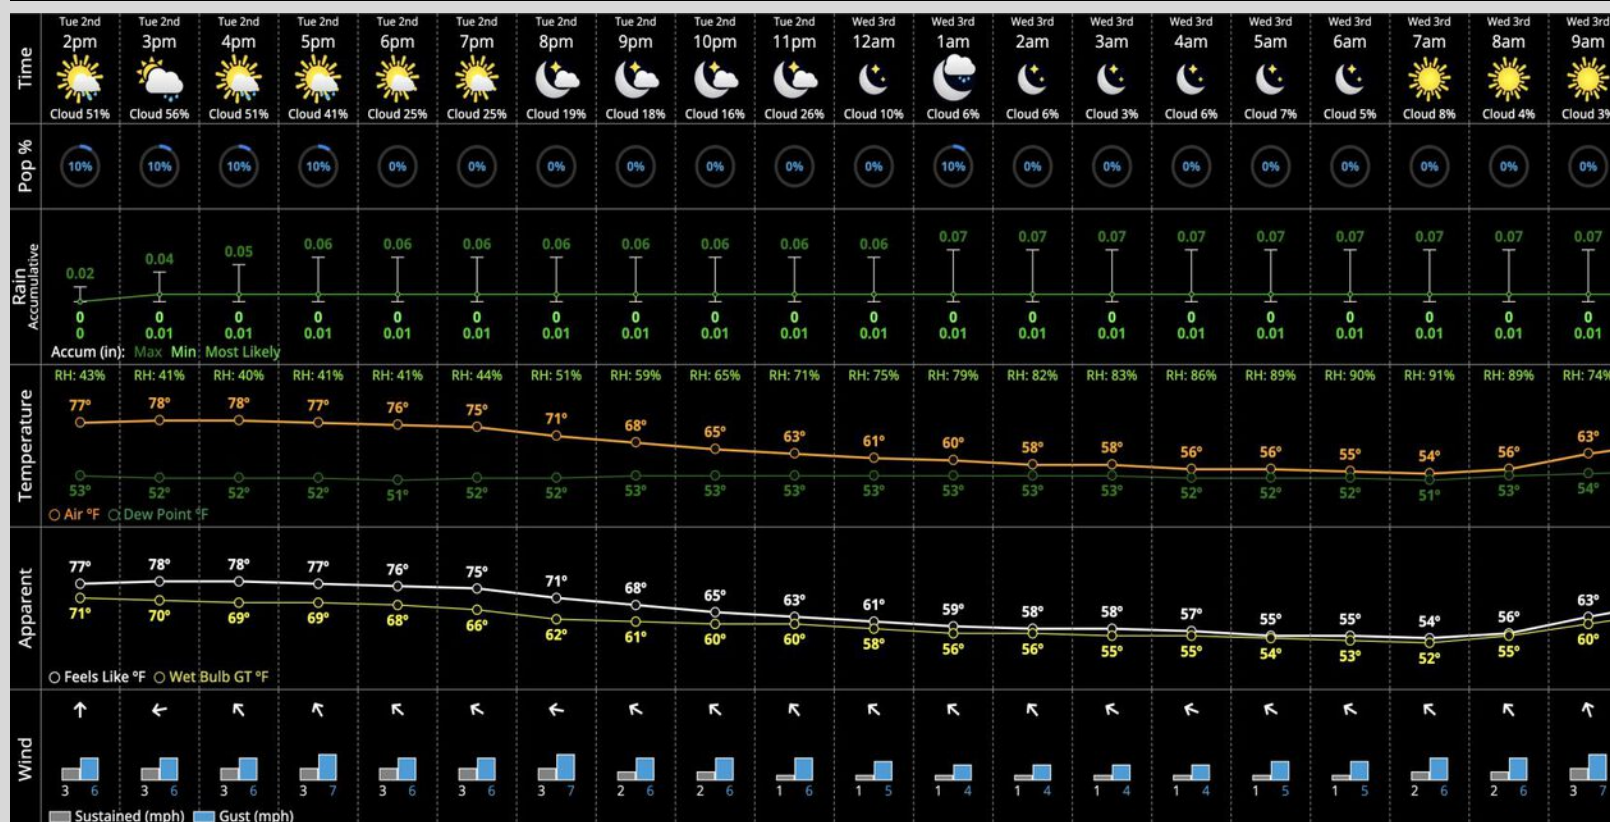 Tue 2nd Tue 2nd Tue 2nd Tue 2nd Tue 2nd Tue 2nd Tue 2nd Tue 2nd Tue 2nd Tue 2nd Wed 3rd Wed 3rd Wed 3rd Wed 3rd Wed 3rd Wed 3rd Wed 3rd Wed 3rd Wed 3rd Wed 3rd
2pm 3pm 4pm 5pm 6pm 7pm 8pm 9pm 10pm 11pm 12am 1am 2am 3am 4am 5am 6am 7am 8am 9am
Time
Cloud 51% Cloud 56% Cloud 51% Cloud 41% Cloud 25% Cloud 25% Cloud 19% Cloud 18% Cloud 16% Cloud 26% Cloud 10% Cloud 6% Cloud 6% Cloud 3% Cloud 6% Cloud 7% Cloud 5% Cloud 8% Cloud 4% Cloud 3%
Pop %
10% 10% 10% 10% 0% 0% 0% 0% 0% 0% 0% 10% 0% 0% 0% 0% 0% 0% 0% 0%
Rain
Accumulative
0.02 0.04 0.05 0.06 0.06 0.06 0.06 0.06 0.06 0.06 0.06 0.07 0.07 0.07 0.07 0.07 0.07 0.07 0.07 0.07
0 0 0 0 0 0 0 0 0 0 0 0 0 0 0 0 0 0 0 0
0 0.01 0.01 0.01 0.01 0.01 0.01 0.01 0.01 0.01 0.01 0.01 0.01 0.01 0.01 0.01 0.01 0.01 0.01 0.01
Accum (in): Max Min Most Likely
Temperature
RH: 43% RH: 41% RH: 40% RH: 41% RH: 41% RH: 44% RH: 51% RH: 59% RH: 65% RH: 71% RH: 75% RH: 79% RH: 82% RH: 83% RH: 86% RH: 89% RH: 90% RH: 91% RH: 89% RH: 74%
77° 78° 78° 77° 76° 75° 71° 68° 65° 63° 61° 60° 58° 58° 56° 56° 55° 54° 56° 63°
53° 52° 52° 52° 51° 52° 52° 53° 53° 53° 53° 53° 53° 53° 52° 52° 52° 51° 53° 54°
Air °F Dew Point °F
Apparent
77° 78° 78° 77° 76° 75° 71° 68° 65° 63° 61° 59° 58° 58° 57° 55° 55° 54° 56° 63°
71° 70° 69° 69° 68° 66° 62° 61° 60° 60° 58° 56° 56° 55° 55° 54° 53° 52° 55° 60°
Feels Like °F Wet Bulb GT °F
Wind
3 6 3 6 3 6 3 7 3 6 3 6 3 7 2 6 2 6 1 6 1 5 1 4 1 4 1 4 1 4 1 5 1 5 2 6 2 6 3 7
Sustained (mph) Gust (mph)